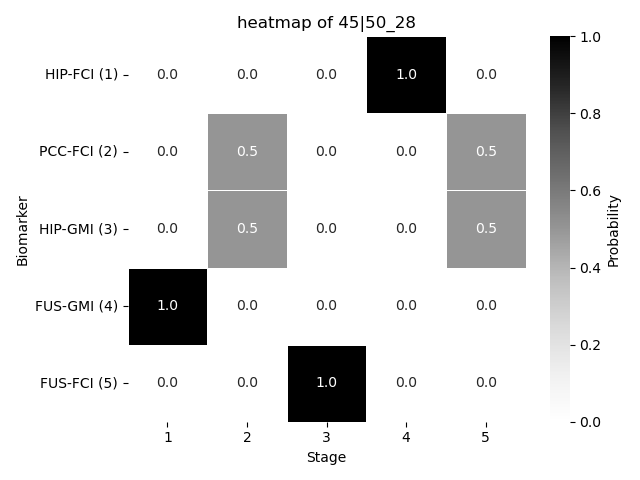 heatmap of 45|50_28
HIP-FCI (1)
0.0 0.0 0.0 1.0 0.0
PCC-FCI (2)
0.0 0.5 0.0 0.0 0.5
HIP-GMI (3)
0.0 0.5 0.0 0.0 0.5
FUS-GMI (4)
1.0 0.0 0.0 0.0 0.0
FUS-FCI (5)
0.0 0.0 1.0 0.0 0.0
Biomarker
1 2 3 4 5
Stage
1.0
0.8
0.6
0.4
0.2
0.0
Probability